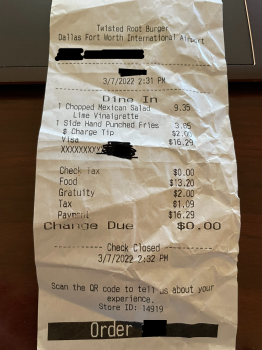 Twisted Root Burger
Dallas Fort Worth International Airport
3/7/2022 2:31 PM
Dine In
1 Chopped Mexican Salad 9.35
Lime Vinaigrette
1 Side Hand Punched Fries 3.85
$ Charge Tip $2.00
Visa $16.29
XXXXXXXX
Check Tax $0.00
Food $13.20
Gratuity $2.00
Tax $1.09
Payment $16.29
Change Due $0.00
Check Closed
3/7/2022 2:32 PM
Scan the QR code to tell us about your
experience.
Store ID: 14919
Order